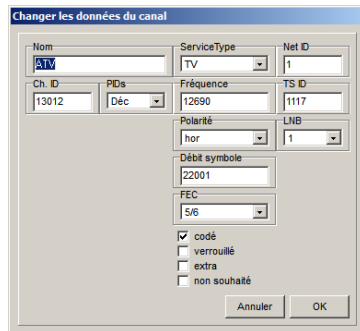 Changer les données du canal
Nom ServiceType Net ID
ATV TV 1
Ch. ID PIDs Fréquence TS ID
13012 Déc 12690 1117
Polarité LNB
hor 1
Débit symbole
22001
FEC
5/6
codé
verrouillé
extra
non souhaité
Annuler OK